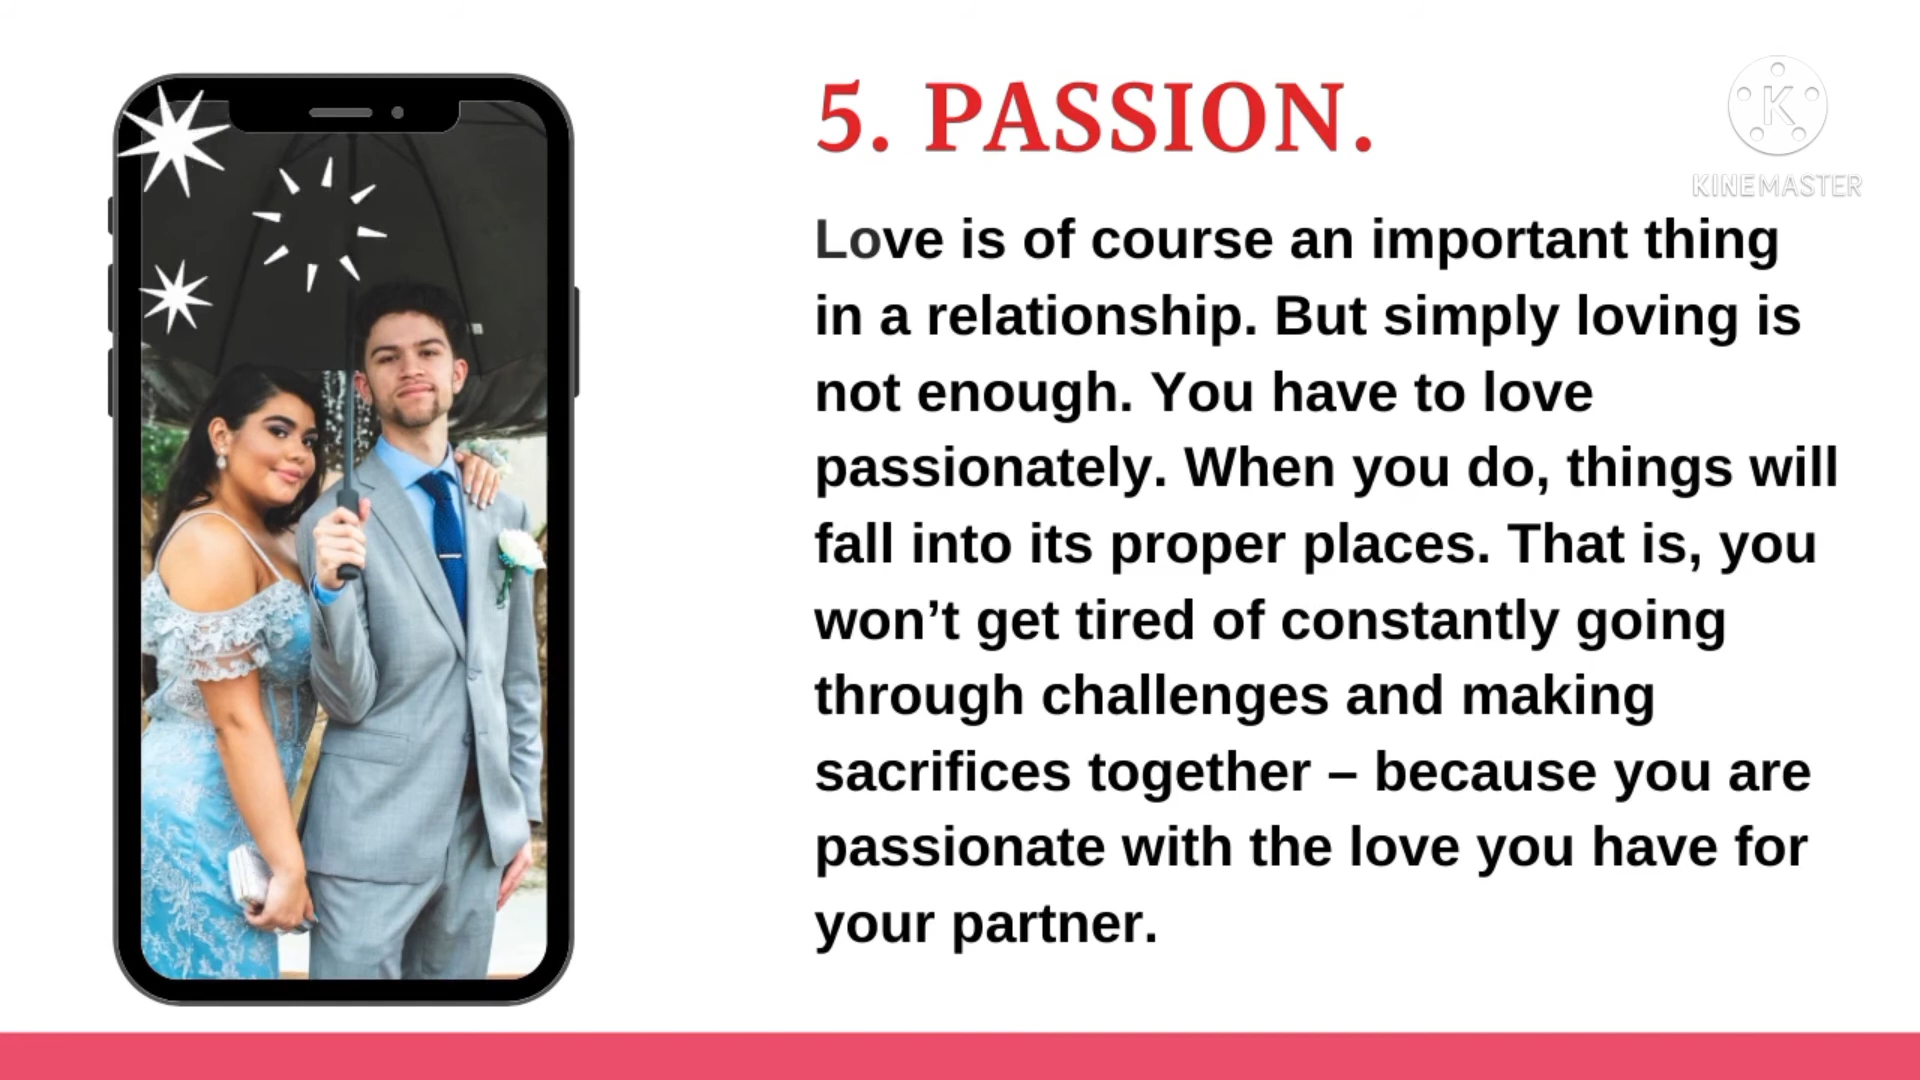 5. PASSION.
KINEMASTER
Love is of course an important thing
in a relationship. But simply loving is
not enough. You have to love
passionately. When you do, things will
fall into its proper places. That is, you
won’t get tired of constantly going
through challenges and making
sacrifices together – because you are
passionate with the love you have for
your partner.